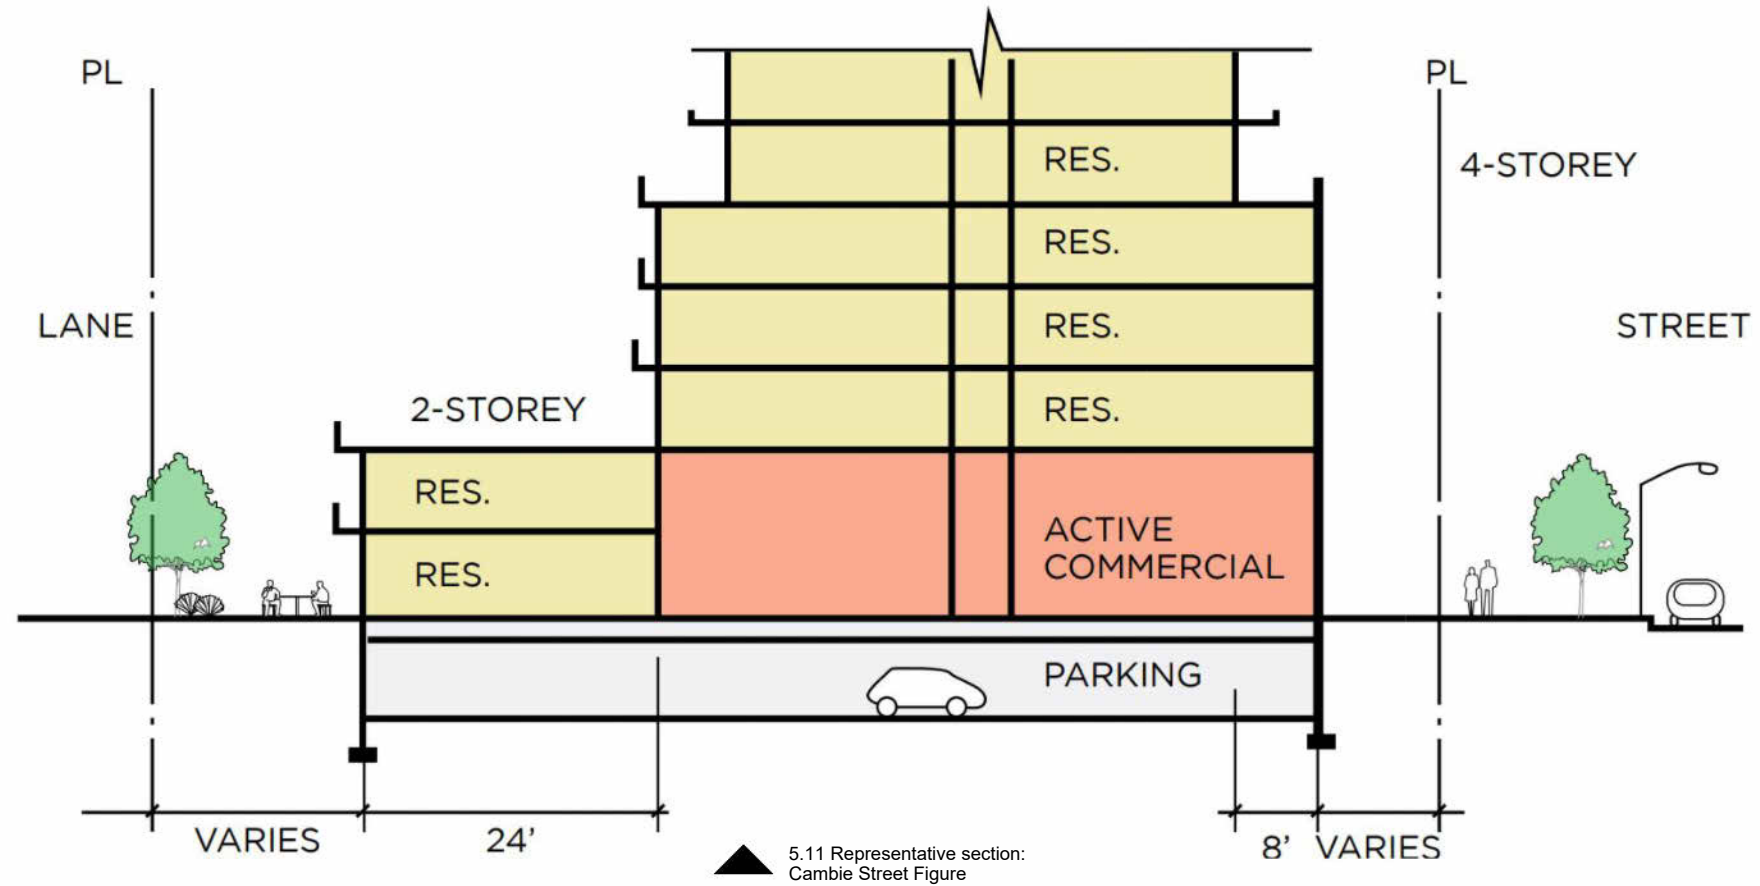 PL
PL
RES.
4-STOREY
RES.
LANE
RES.
STREET
2-STOREY
RES.
RES.
ACTIVE
COMMERCIAL
RES.
PARKING
VARIES
24'
8' VARIES
5.11 Representative section:
Cambie Street Figure